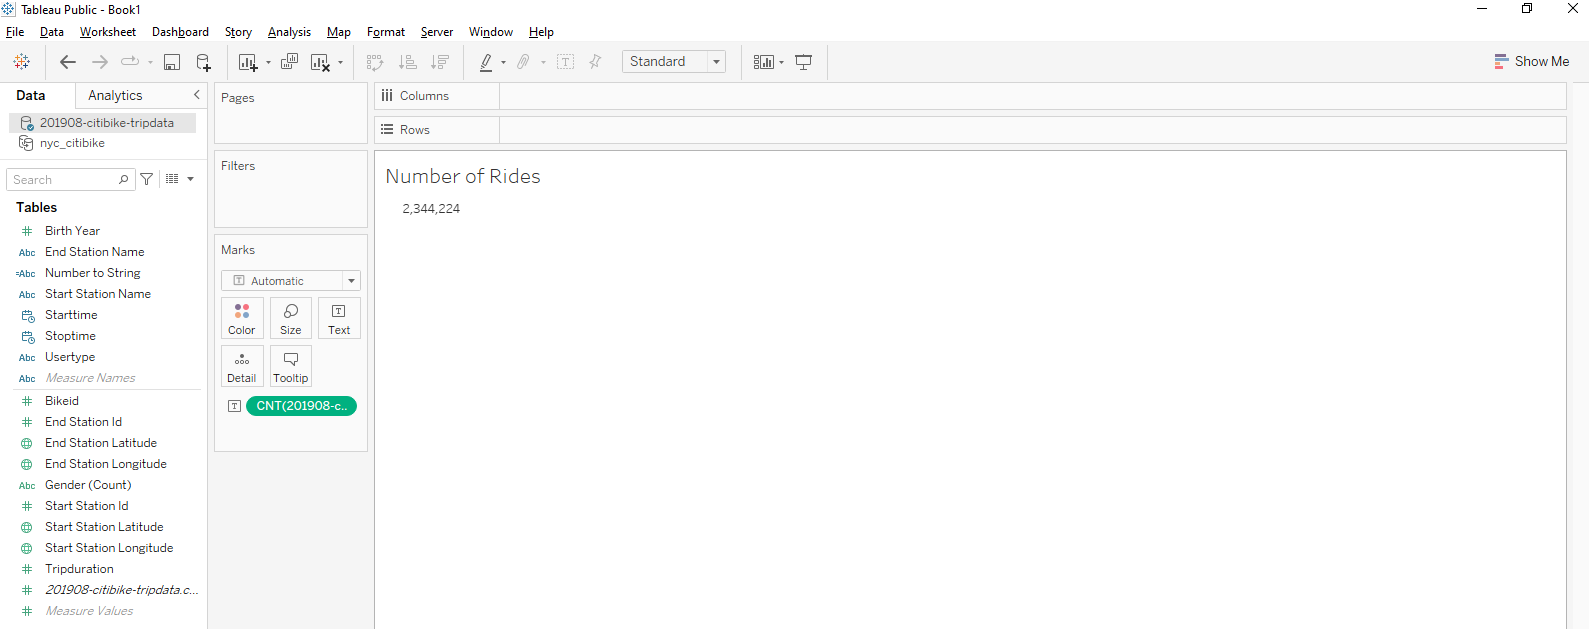 Tableau Public - Book1
File Data Worksheet Dashboard Story Analysis Map Format Server Window Help
Standard
Show Me
Data Analytics
201908-citibike-tripdata
nyc_citibike
Search
Tables
Birth Year
Abc End Station Name
=Abc Number to String
Abc Start Station Name
Starttime
Stoptime
Abc Usertype
Abc Measure Names
Bikeid
End Station Id
End Station Latitude
End Station Longitude
Abc Gender (Count)
Start Station Id
Start Station Latitude
Start Station Longitude
Tripduration
201908-citibike-tripdata.c...
Measure Values
Pages
Filters
Marks
Automatic
Color Size Text
Detail Tooltip
CNT(201908-c..
Columns
Rows
Number of Rides
2,344,224